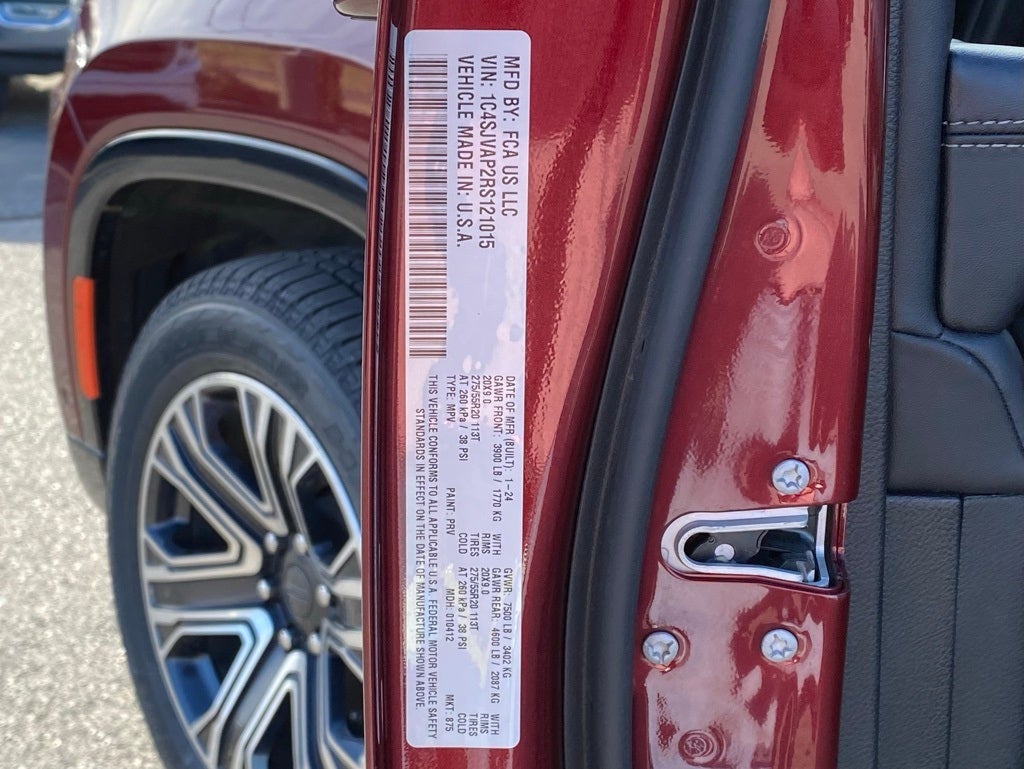 MFD BY: FCA US LLC
VIN: 1C4SJVAP2RS121015
VEHICLE MADE IN: U.S.A.
DATE OF MFR (BUILT): 1-24 GVWR: 7500 LB / 3402 KG
GAWR FRONT: 3900 LB / 1770 KG WITH GAWR REAR: 4600 LB / 2087 KG WITH
20X9.0 RIMS 20X9.0 RIMS
275/55R20 113T TIRES 275/55R20 113T TIRES
AT 260 kPa / 38 PSI COLD AT 260 kPa / 38 PSI COLD
TYPE: MPV PAINT: PRV MDH: 010412 MKT: 875
THIS VEHICLE CONFORMS TO ALL APPLICABLE U.S.A. FEDERAL MOTOR VEHICLE SAFETY
STANDARDS IN EFFECT ON THE DATE OF MANUFACTURE SHOWN ABOVE.